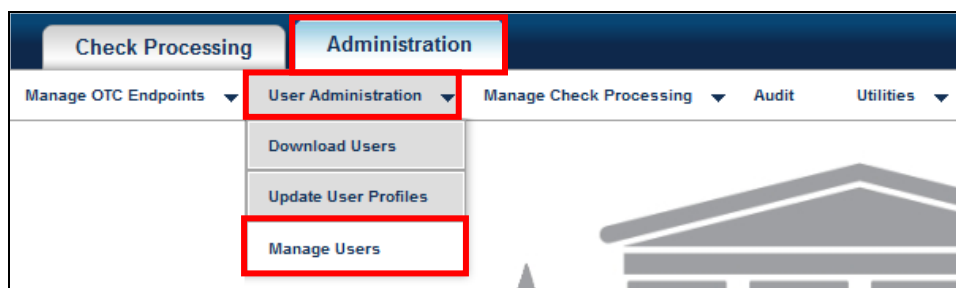 Check Processing Administration
Manage OTC Endpoints User Administration Manage Check Processing Audit Utilities
Download Users
Update User Profiles
Manage Users